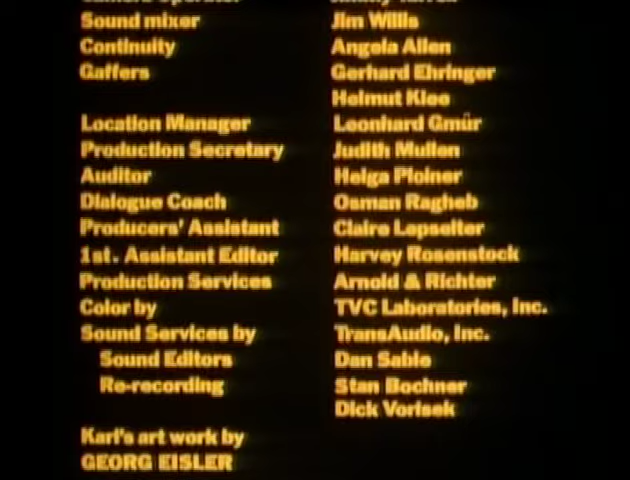 Sound mixer Jim Willis
Continuity Angela Allen
Gaffers Gerhard Ehringer
Helmut Klee
Location Manager Leonhard Gmür
Production Secretary Judith Mullen
Auditor Helga Ploiner
Dialogue Coach Osman Ragheb
Producers' Assistant Claire Lepselter
1st. Assistant Editor Harvey Rosenstock
Production Services Arnold & Richter
Color by TVC Laboratories, Inc.
Sound Services by TransAudio, Inc.
Sound Editors Dan Sable
Re-recording Stan Bochner
Dick Vorisek
Karl's art work by
GEORG EISLER